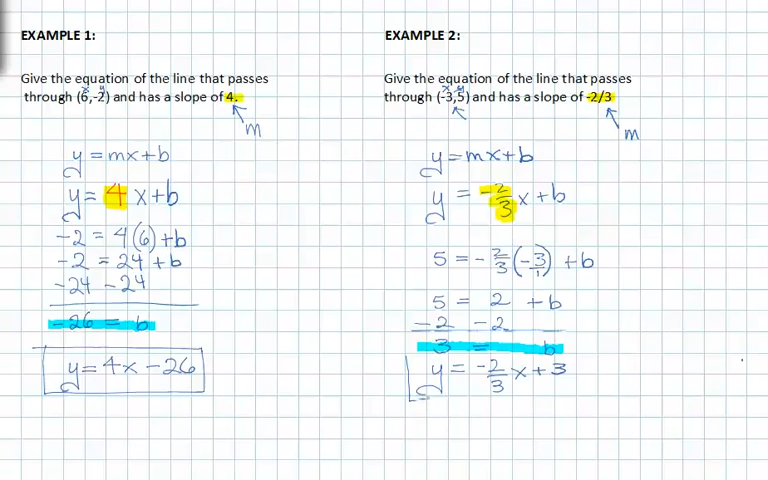 EXAMPLE 1:
Give the equation of the line that passes
x y
through (6,-2) and has a slope of 4.
m
y = mx+b
y = 4x+b
-2 = 4(6)+b
-2 = 24+b
-24 -24
-26 = b
y=4x-26
EXAMPLE 2:
Give the equation of the line that passes
x y
through (-3,5) and has a slope of -2/3
m
y=mx+b
y = -2/3 x+b
5 = -2/3(-3/1)+b
5 = 2 +b
-2 -2
3 = b
y = -2/3 x+3